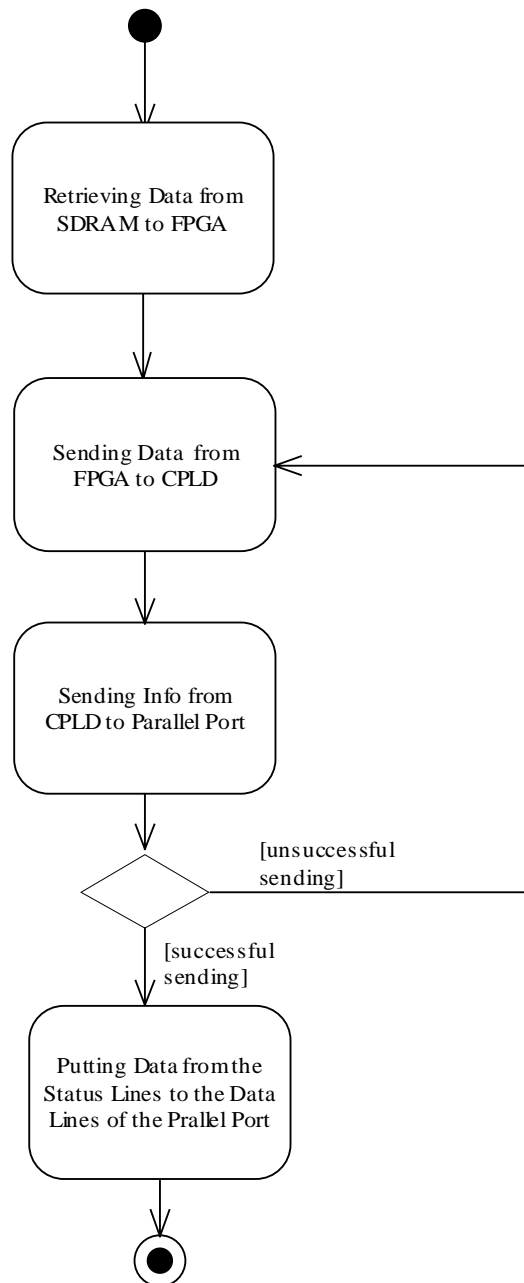 Retrieving Data from
SDRAM to FPGA
Sending Data from
FPGA to CPLD
Sending Info from
CPLD to Parallel Port
[unsuccessful
sending]
[successful
sending]
Putting Data from the
Status Lines to the Data
Lines of the Prallel Port